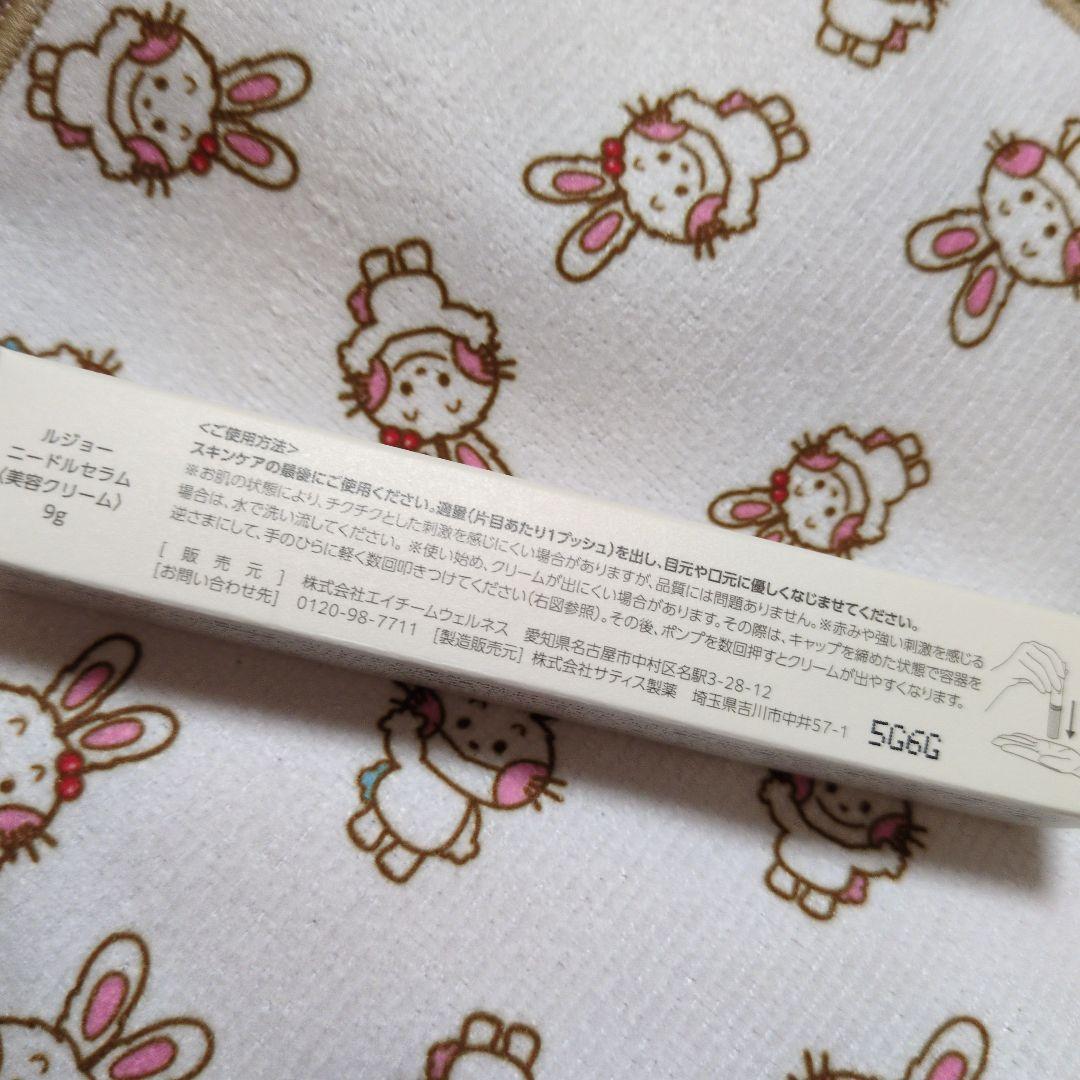 ルジョー
ニードルセラム
〈美容クリーム〉
9g
<ご使用方法>
スキンケアの最後にご使用ください。適量(片目あたり1プッシュ)を出し、目元や口元に優しくなじませてください。
※お肌の状態により、チクチクとした刺激を感じにくい場合がありますが、品質には問題ありません。※赤みや強い刺激を感じる
場合は、水で洗い流してください。※使い始め、クリームが出にくい場合があります。その際は、キャップを締めた状態で容器を
逆さまにして、手のひらに軽く数回叩きつけてください(右図参照)。その後、ポンプを数回押すとクリームが出やすくなります。
[販売元] 株式会社エイチームウェルネス 愛知県名古屋市中村区名駅3-28-12
[お問い合わせ先] 0120-98-7711 [製造販売元] 株式会社サティス製薬 埼玉県吉川市中井57-1
5G6G